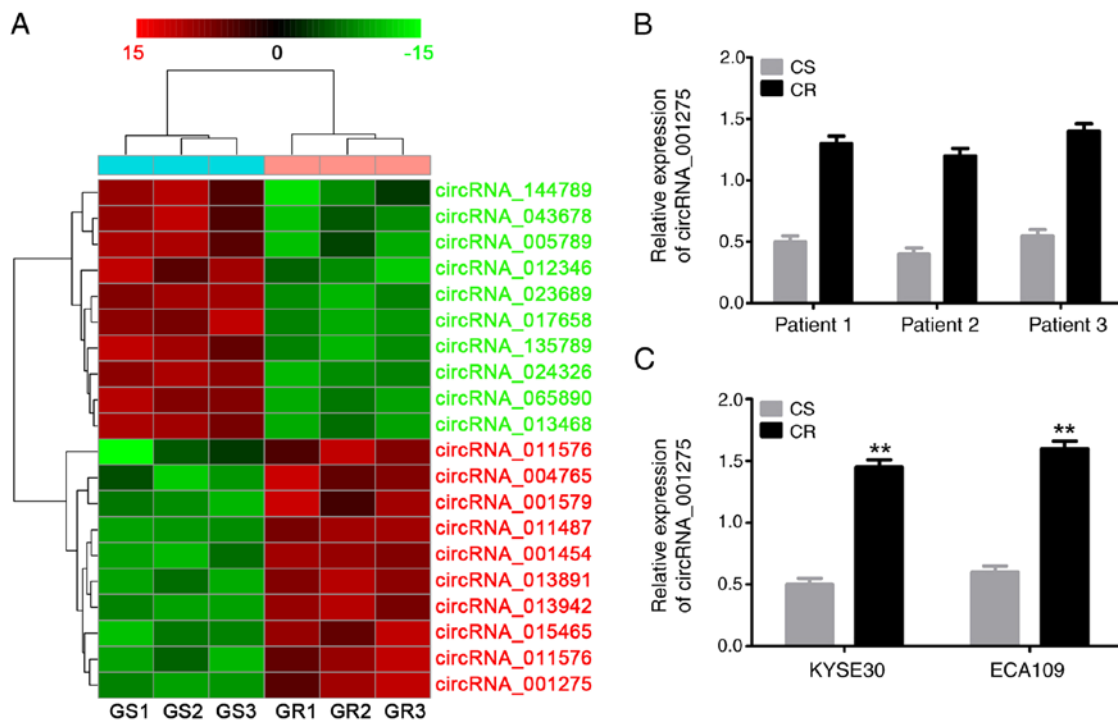 A
15 0 -15
circRNA_144789
circRNA_043678
circRNA_005789
circRNA_012346
circRNA_023689
circRNA_017658
circRNA_135789
circRNA_024326
circRNA_065890
circRNA_013468
circRNA_011576
circRNA_004765
circRNA_001579
circRNA_011487
circRNA_001454
circRNA_013891
circRNA_013942
circRNA_015465
circRNA_011576
circRNA_001275
GS1 GS2 GS3 GR1 GR2 GR3
B
Relative expression
of circRNA_001275
2.0
1.5
1.0
0.5
0.0
CS
CR
Patient 1 Patient 2 Patient 3
C
Relative expression
of circRNA_001275
2.0
1.5
1.0
0.5
0.0
CS
CR
** **
KYSE30 ECA109